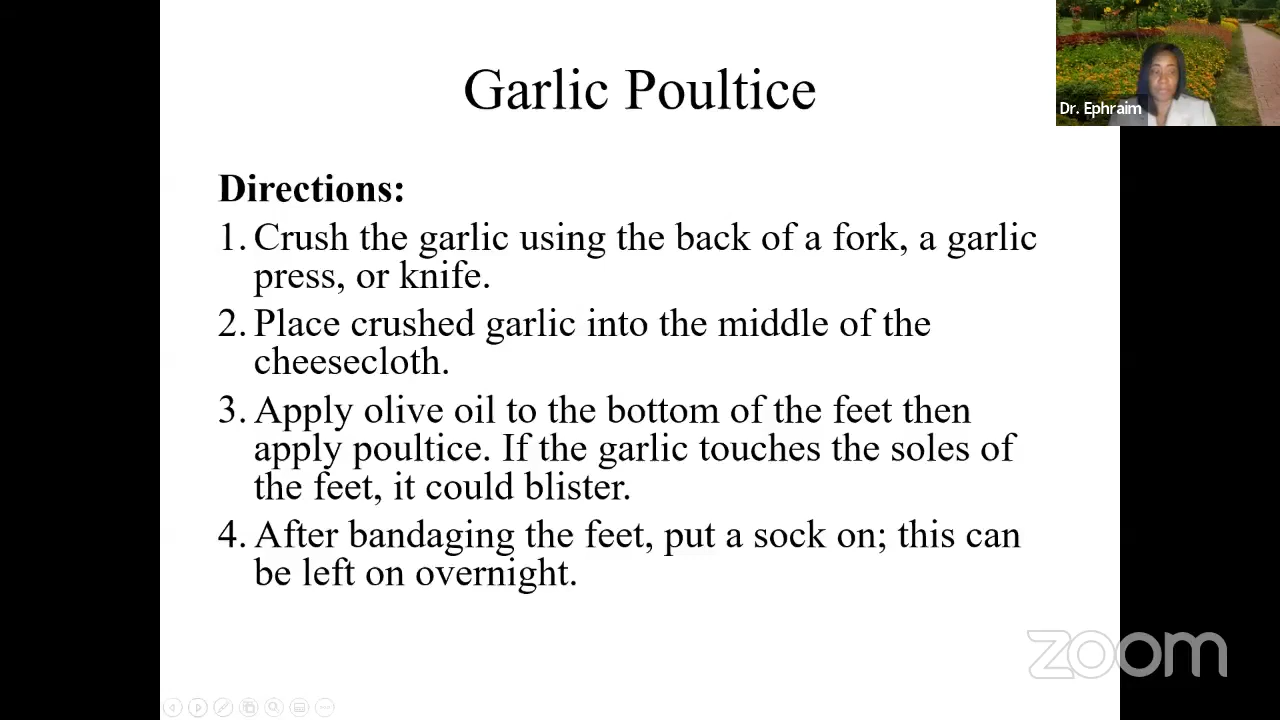 Garlic Poultice
Dr. Ephraim
Directions:
1. Crush the garlic using the back of a fork, a garlic
press, or knife.
2. Place crushed garlic into the middle of the
cheesecloth.
3. Apply olive oil to the bottom of the feet then
apply poultice. If the garlic touches the soles of
the feet, it could blister.
4. After bandaging the feet, put a sock on; this can
be left on overnight.
zoom